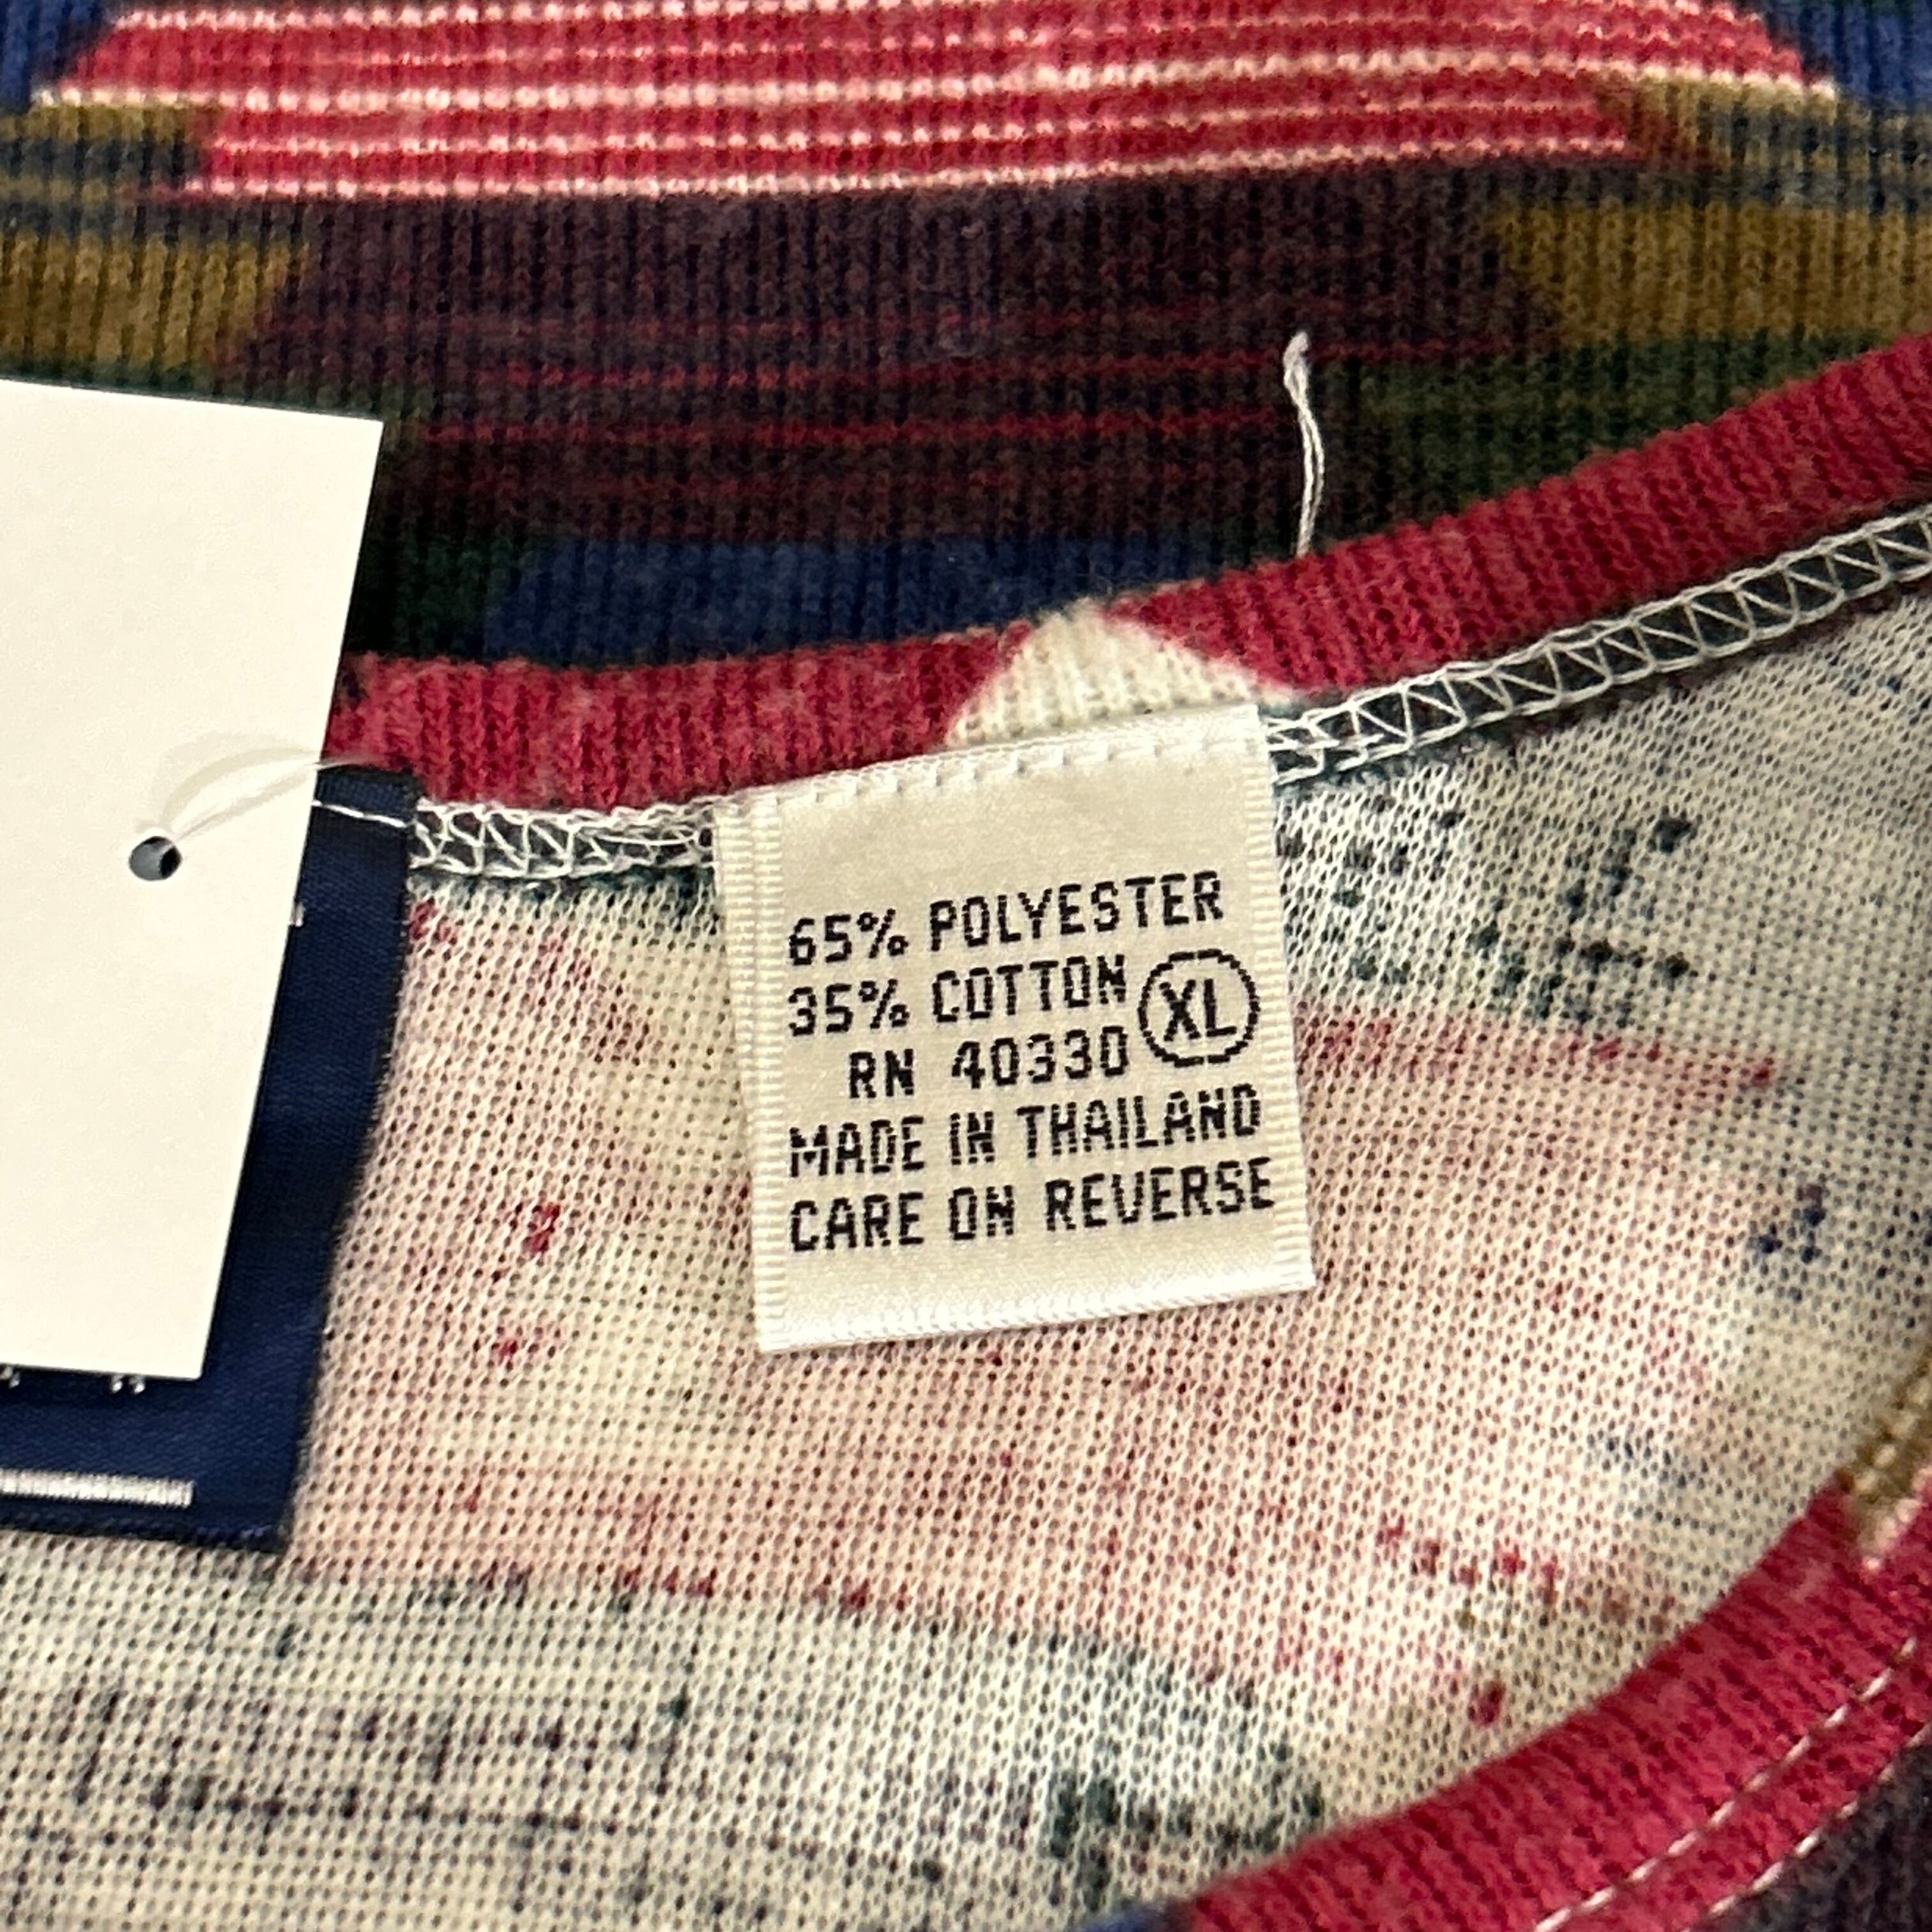 65% POLYESTER
35% COTTON XL
RN 40330
MADE IN THAILAND
CARE ON REVERSE